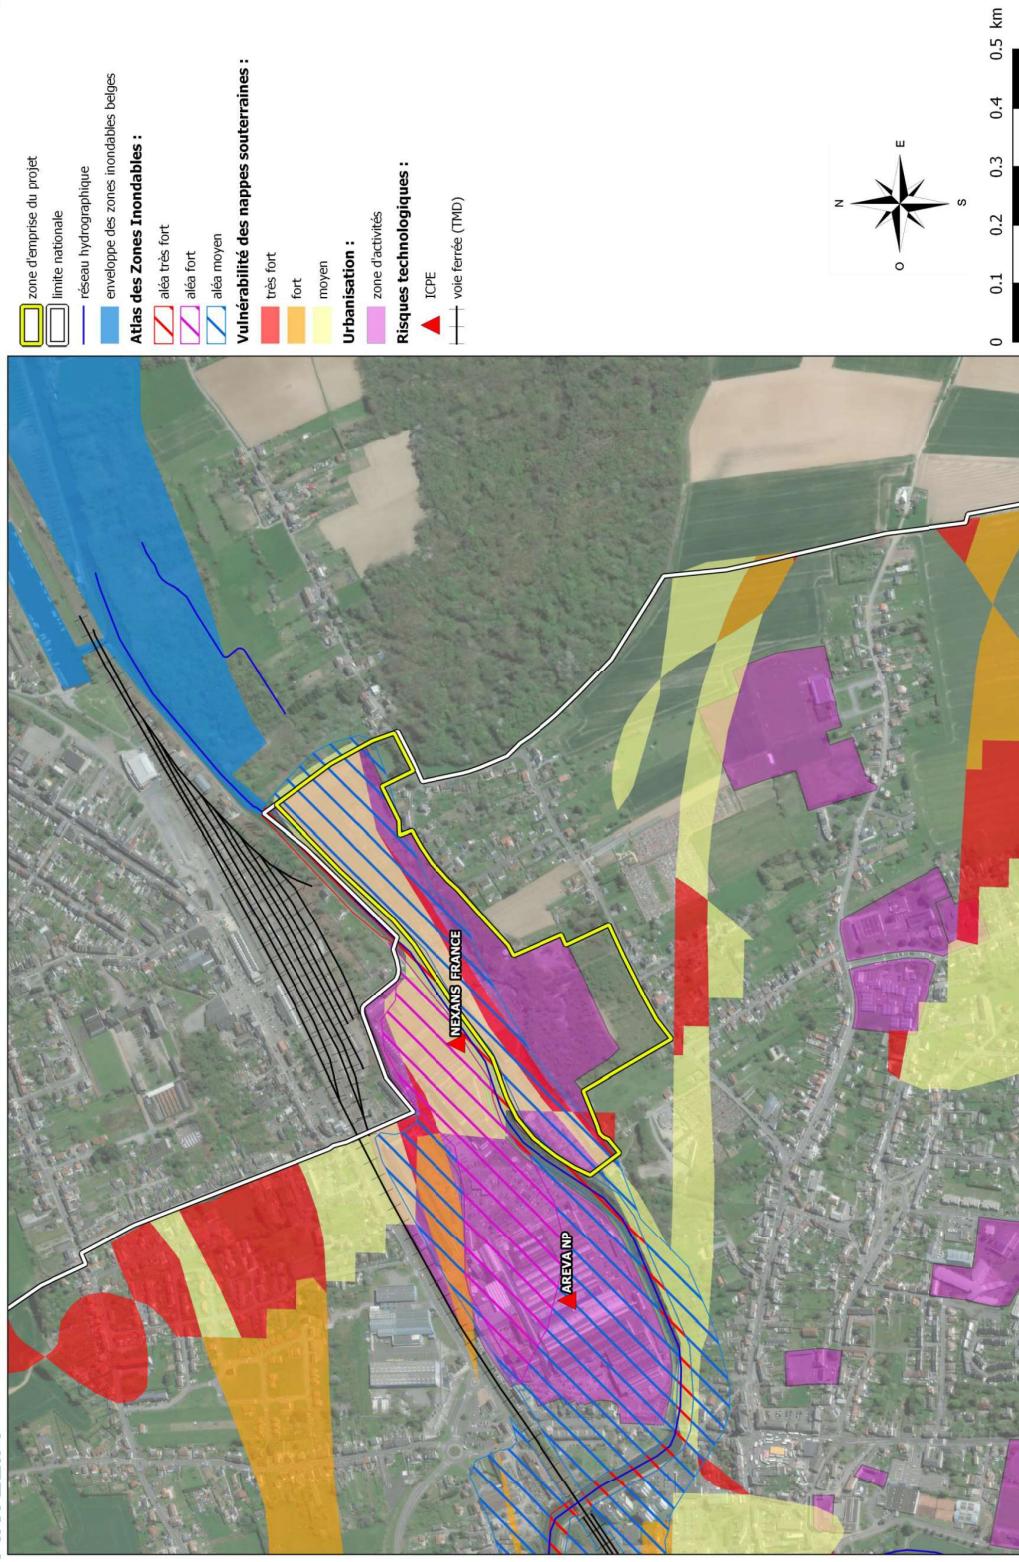 zone d'emprise du projet
limite nationale
réseau hydrographique
enveloppe des zones inondables belges
Atlas des Zones Inondables :
aléa très fort
aléa fort
aléa moyen
Vulnérabilité des nappes souterraines :
très fort
fort
moyen
Urbanisation :
zone d'activités
Risques technologiques :
ICPE
voie ferrée (TMD)
NEXANS FRANCE
AREVA NP
N
O
E
S
0 0.1 0.2 0.3 0.4 0.5 km